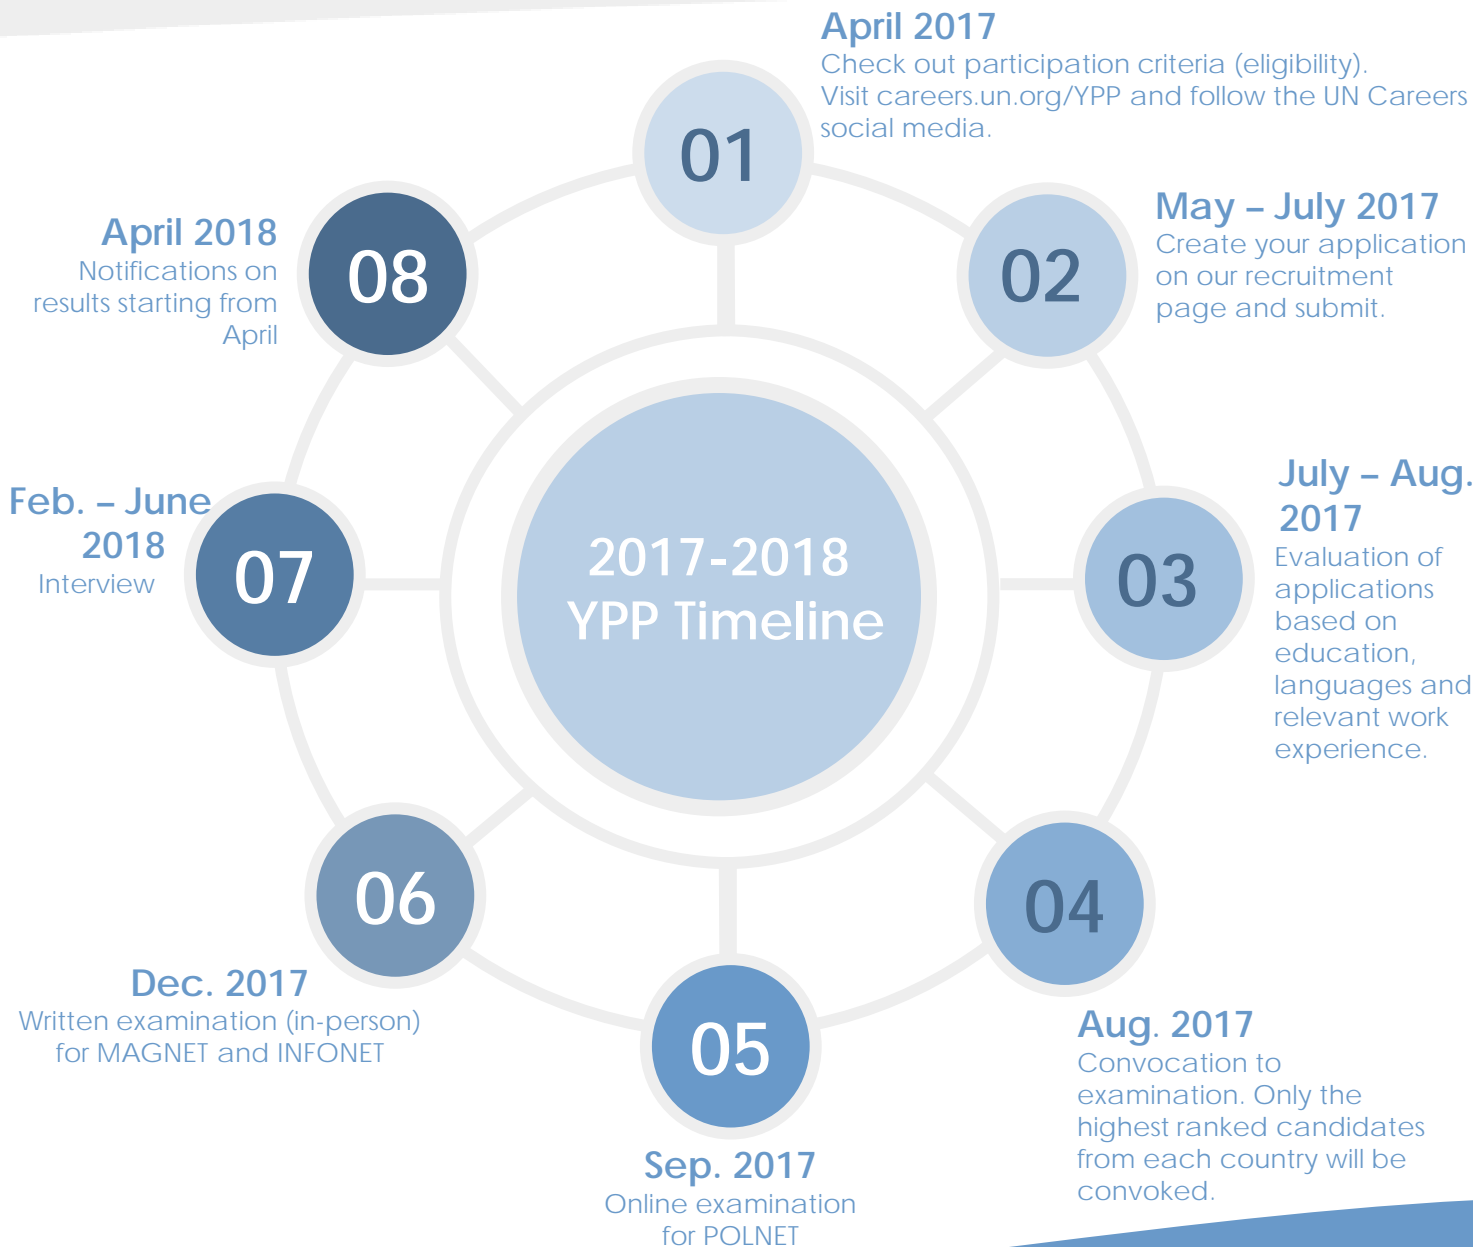 April 2017
Check out participation criteria (eligibility).
Visit careers.un.org/YPP and follow the UN Careers
social media.
01
May – July 2017
Create your application
on our recruitment
page and submit.
02
July – Aug.
2017
Evaluation of
applications
based on
education,
languages and
relevant work
experience.
03
04
Aug. 2017
Convocation to
examination. Only the
highest ranked candidates
from each country will be
convoked.
05
Sep. 2017
Online examination
for POLNET
06
Dec. 2017
Written examination (in-person)
for MAGNET and INFONET
Feb. – June
2018
Interview
07
April 2018
Notifications on
results starting from
April
08
2017-2018
YPP Timeline